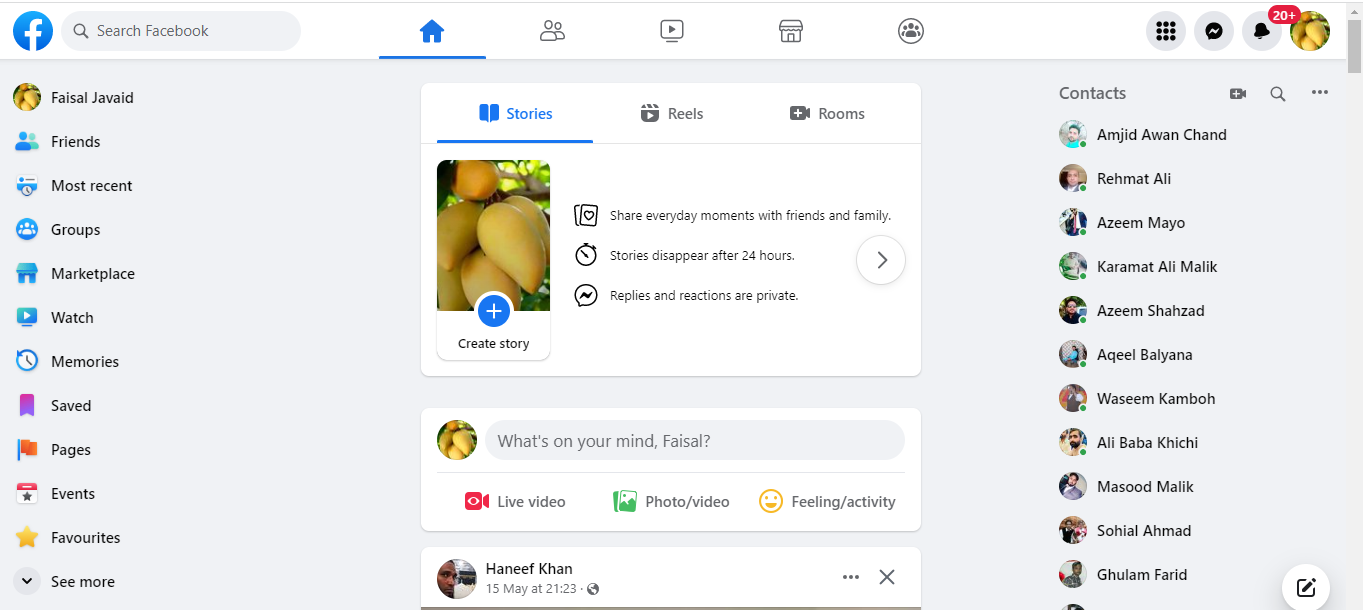 Search Facebook
20+
Faisal Javaid
Friends
Most recent
Groups
Marketplace
Watch
Memories
Saved
Pages
Events
Favourites
See more
Stories
Reels
Rooms
Share everyday moments with friends and family.
Stories disappear after 24 hours.
Replies and reactions are private.
Create story
What's on your mind, Faisal?
Live video
Photo/video
Feeling/activity
Haneef Khan
15 May at 21:23 ·
Contacts
Amjid Awan Chand
Rehmat Ali
Azeem Mayo
Karamat Ali Malik
Azeem Shahzad
Aqeel Balyana
Waseem Kamboh
Ali Baba Khichi
Masood Malik
Sohial Ahmad
Ghulam Farid